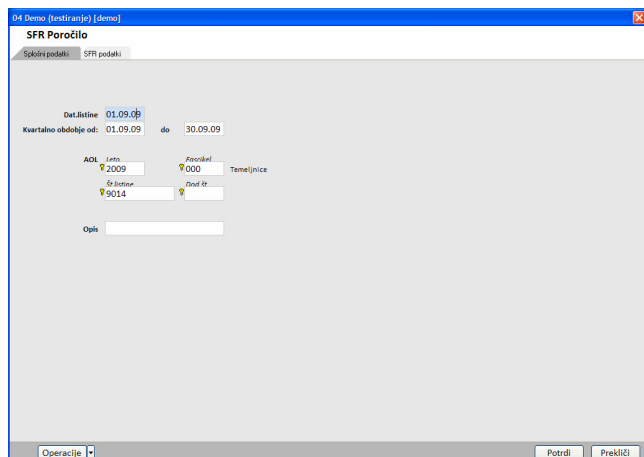 04 Demo (testiranje) [demo]
SFR Poročilo
Splošni podatki SFR podatki
Dat.listine 01.09.09
Kvartalno obdobje od: 01.09.09 do 30.09.09
Leto Fascikel
AOL 2009 000 Temeljnice
Št.listine Dod.št.
9014
Opis
Operacije Potrdi Prekliči